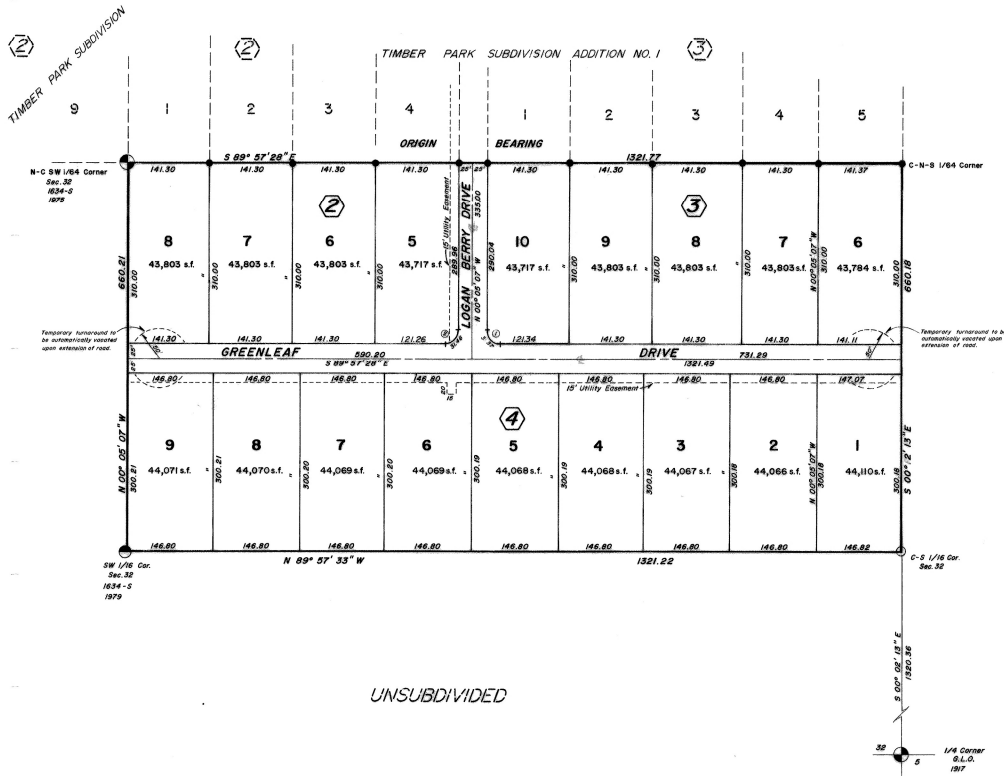 TIMBER PARK SUBDIVISION
2
2
3
TIMBER PARK SUBDIVISION ADDITION NO. 1
9 1 2 3 4 1 2 3 4 5
ORIGIN BEARING
S 89° 57' 28" E 1321.77
N-C SW 1/64 Corner
Sec. 32
1634-S
1975
C-N-S 1/64 Corner
141.30 141.30 141.30 141.30 25' 25' 141.30 141.30 141.30 141.30 141.37
2
3
15' Utility Easement
LOGAN BERRY DRIVE
N 00° 05' 07" W
335.00
289.96
290.04
8 7 6 5 10 9 8 7 6
43,803 s.f. 43,803 s.f. 43,803 s.f. 43,717 s.f. 43,717 s.f. 43,803 s.f. 43,803 s.f. 43,803 s.f. 43,784 s.f.
660.21
310.00 310.00 310.00 310.00 310.00 310.00 310.00 310.00 310.00
N 00° 05' 07" W
660.18
Temporary turnaround to
be automatically vacated
upon extension of road.
50'
Temporary turnaround to b
automatically vacated upon
extension of road.
50'
141.30 141.30 141.30 121.26 121.34 141.30 141.30 141.30 141.11
25'
25'
GREENLEAF 590.20 DRIVE 731.29
S 89° 57' 28" E 1321.49
146.80 146.80 146.80 146.80 146.80 146.80 146.80 146.80 147.07
20
15
15' Utility Easement
4
9 8 7 6 5 4 3 2 1
44,071 s.f. 44,070 s.f. 44,069 s.f. 44,069 s.f. 44,068 s.f. 44,068 s.f. 44,067 s.f. 44,066 s.f. 44,110 s.f.
N 00° 05' 07" W
300.21 300.21 300.20 300.20 300.19 300.19 300.19 300.18 300.18 300.18
N 00° 05' 07" W
S 00° 12' 13" E
146.80 146.80 146.80 146.80 146.80 146.80 146.80 146.80 146.82
N 89° 57' 33" W 1321.22
SW 1/16 Cor.
Sec. 32
1634-S
1979
C-S 1/16 Cor.
Sec. 32
S 00° 02' 13" E
1320.36
UNSUBDIVIDED
32
5
1/4 Corner
G.L.O.
1917